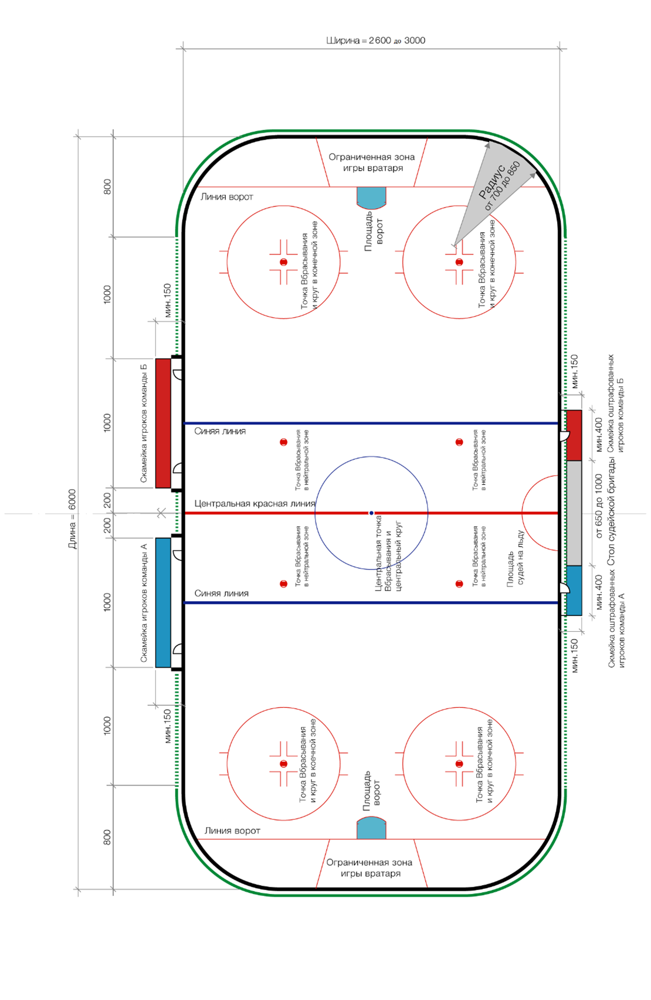 Ширина = 2600 до 3000
Ограниченная зона
игры вратаря
Радиус
от 700 до 850
Линия ворот
Площадь
ворот
800
Точка Вбрасывания
и круг в конечной зоне
Точка Вбрасывания
и круг в конечной зоне
1000
мин.150
Скамейка игроков команды Б
1000
мин.150
Скмейка оштрафованных
игроков команды Б
мин.400
Синяя линия
Точка Вбрасывания
в нейтральной зоне
Точка Вбрасывания
в нейтральной зоне
Длина = 6000
200
200
Центральная красная линия
от 650 до 1000
Стол судейской бригады
Центральная точка
Вбрасывания и
центральный круг
Точка Вбрасывания
в нейтральной зоне
Точка Вбрасывания
в нейтральной зоне
Площадь
судей на льду
Синяя линия
Скамейка игроков команды А
1000
мин.400
Скмейка оштрафованных
игроков команды А
мин.150
мин.150
1000
Точка Вбрасывания
и круг в коечной зоне
Точка Вбрасывания
и круг в коечной зоне
Площадь
ворот
800
Линия ворот
Ограниченная зона
игры вратаря